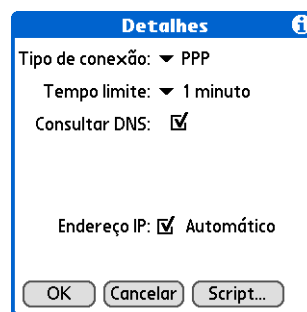 Detalhes
Tipo de conexão: PPP
Tempo limite: 1 minuto
Consultar DNS:
Endereço IP: Automático
OK Cancelar Script...